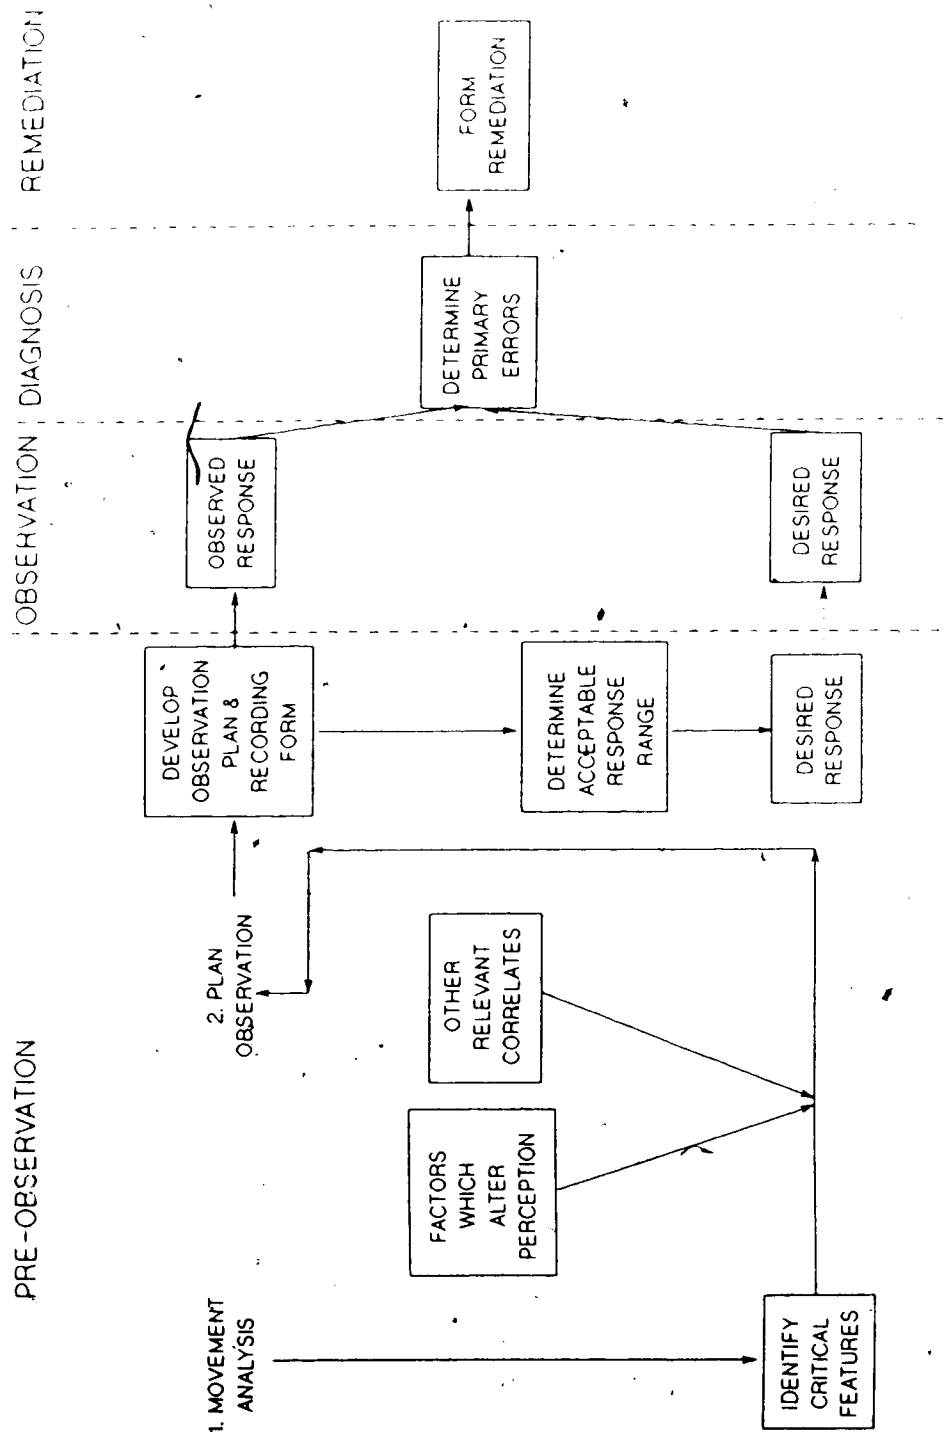 PRE-OBSERVATION
OBSERVATION
DIAGNOSIS
REMEDIATION
1. MOVEMENT
ANALYSIS
2. PLAN
OBSERVATION
DEVELOP
OBSERVATION
PLAN &
RECORDING
FORM
OBSERVED
RESPONSE
FACTORS
WHICH
ALTER
PERCEPTION
OTHER
RELEVANT
CORRELATES
DETERMINE
ACCEPTABLE
RESPONSE
RANGE
DETERMINE
PRIMARY
ERRORS
FORM
REMEDIATION
IDENTIFY
CRITICAL
FEATURES
DESIRED
RESPONSE
DESIRED
RESPONSE